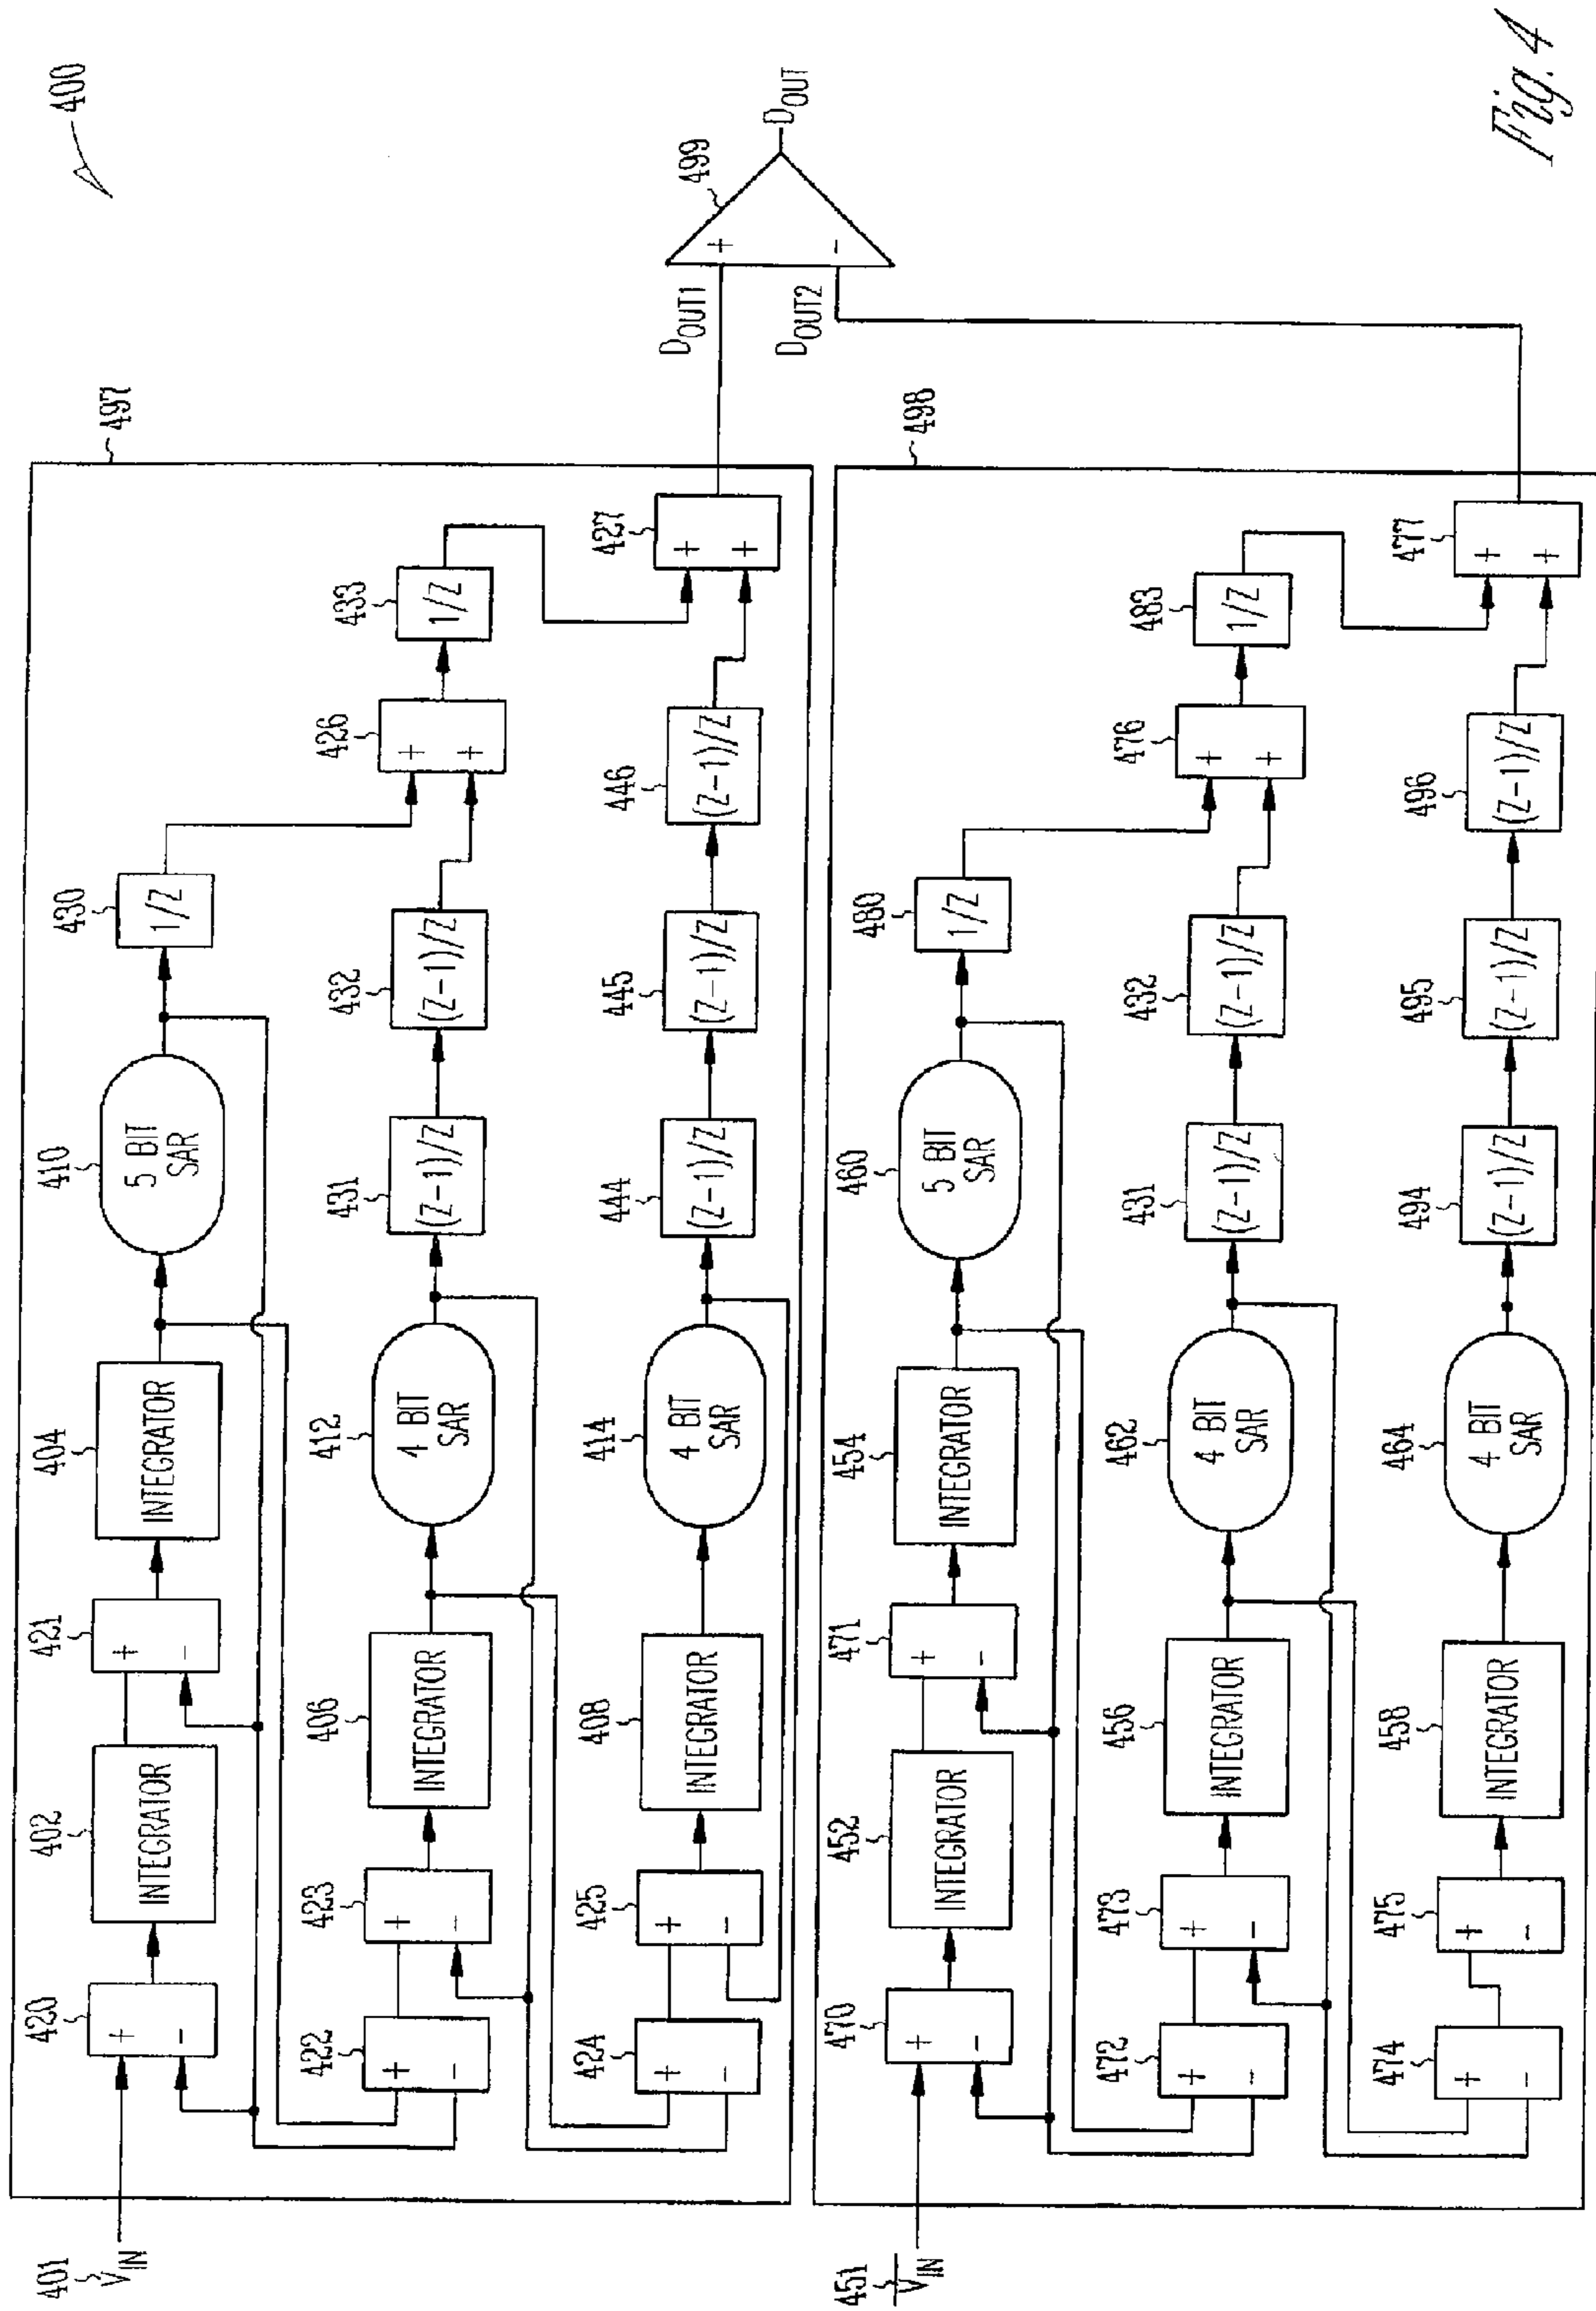 400
497
401
V_IN
420
+
-
402
INTEGRATOR
421
+
-
404
INTEGRATOR
410
5 BIT
SAR
430
1/Z
422
+
-
423
+
-
406
INTEGRATOR
412
4 BIT
SAR
431
(Z-1)/Z
432
(Z-1)/Z
426
+
+
433
1/Z
424
+
-
425
+
-
408
INTEGRATOR
414
4 BIT
SAR
444
(Z-1)/Z
445
(Z-1)/Z
446
(Z-1)/Z
427
+
+
D_OUT1
D_OUT2
499
+
-
D_OUT
498
451
V̅_IN
470
+
-
452
INTEGRATOR
471
+
-
454
INTEGRATOR
460
5 BIT
SAR
480
1/Z
472
+
-
473
+
-
456
INTEGRATOR
462
4 BIT
SAR
431
(Z-1)/Z
432
(Z-1)/Z
476
+
+
483
1/Z
474
+
-
475
+
-
458
INTEGRATOR
464
4 BIT
SAR
494
(Z-1)/Z
495
(Z-1)/Z
496
(Z-1)/Z
477
+
+
Fig. 4